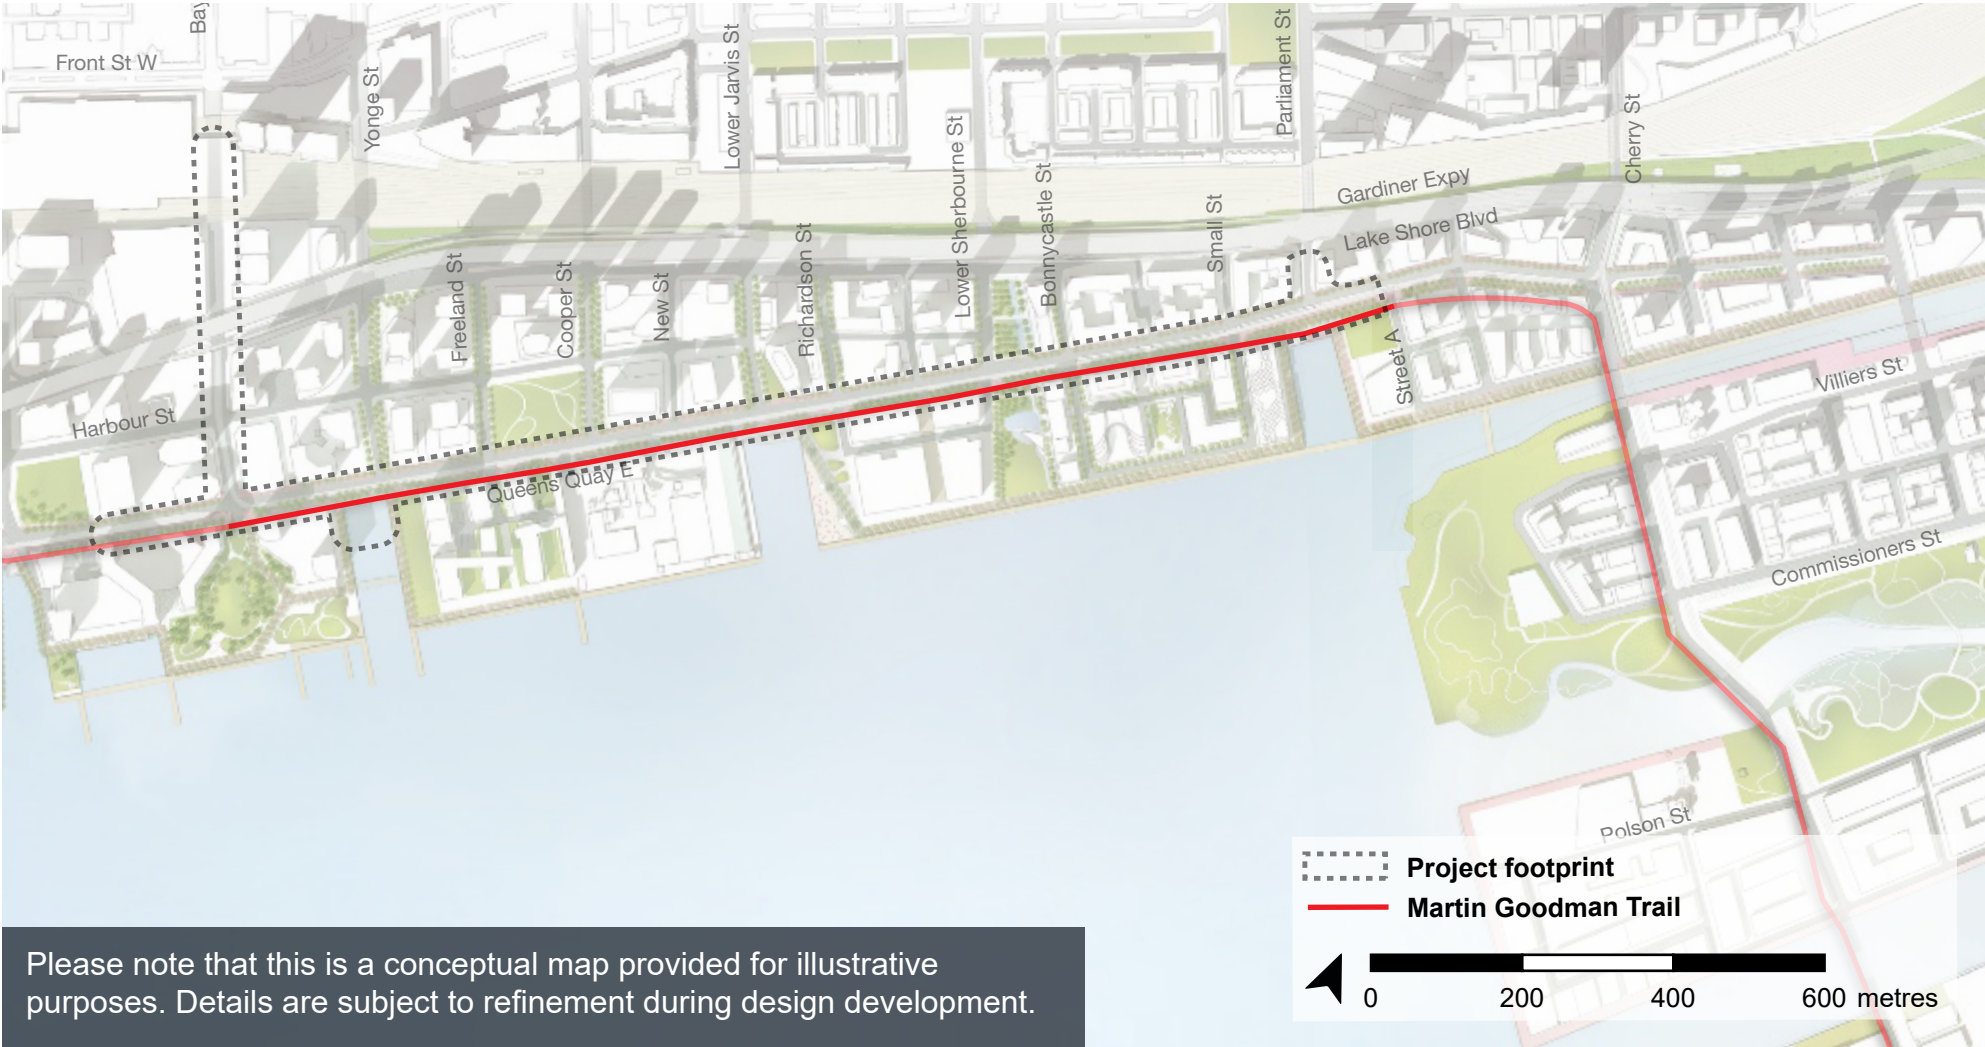 Bay
Front St W
Yonge St
Lower Jarvis St
Parliament St
Cherry St
Lower Sherbourne St
Bonnycastle St
Gardiner Expy
Small St
Lake Shore Blvd
Richardson St
Freeland St
Cooper St
New St
Street A
Villiers St
Harbour St
Queens Quay E
Commissioners St
Polson St
Project footprint
Martin Goodman Trail
0 200 400 600 metres
Please note that this is a conceptual map provided for illustrative
purposes. Details are subject to refinement during design development.